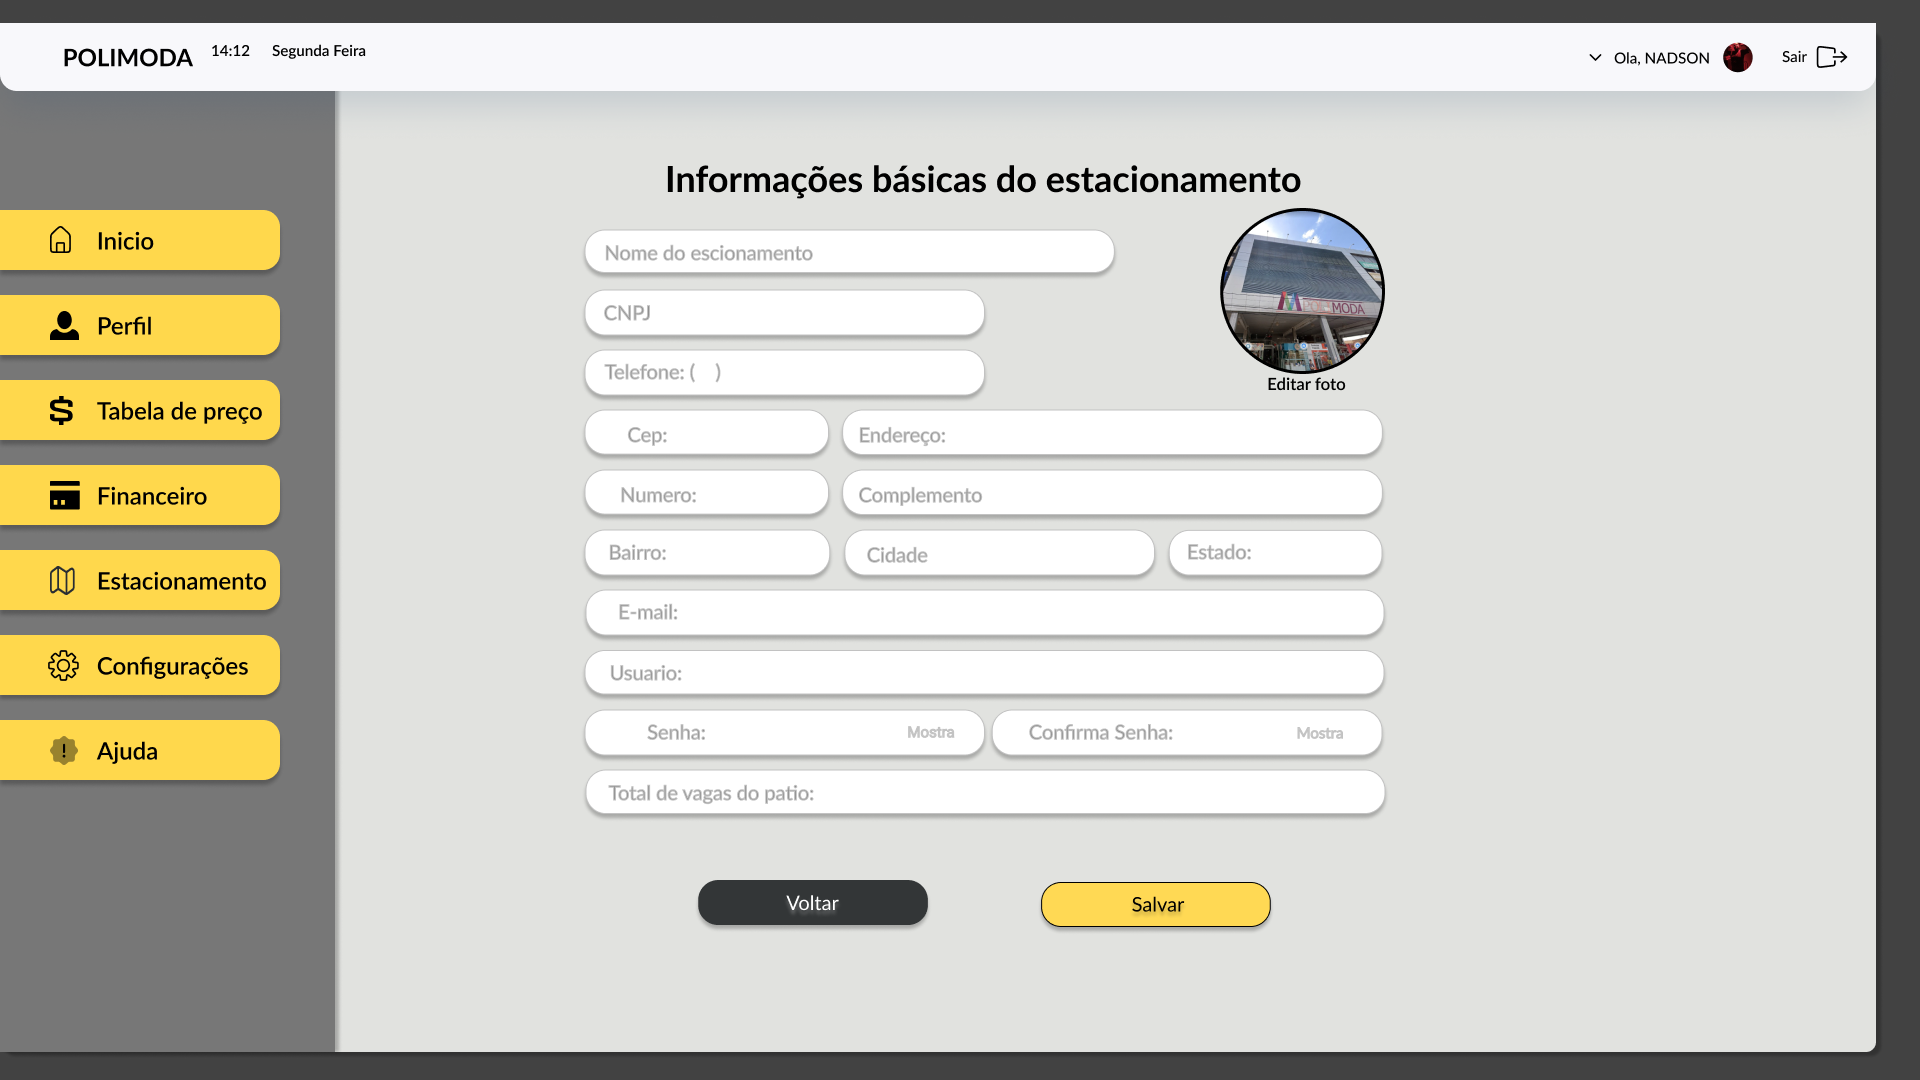 POLIMODA 14:12 Segunda Feira Ola, NADSON Sair
Informações básicas do estacionamento
Inicio
Perfil
Tabela de preço
Financeiro
Estacionamento
Configurações
Ajuda
Nome do escionamento
CNPJ
Telefone: ( )
MODA
Editar foto
Cep: Endereço:
Numero: Complemento
Bairro: Cidade Estado:
E-mail:
Usuario:
Senha: Mostra Confirma Senha: Mostra
Total de vagas do patio:
Voltar Salvar